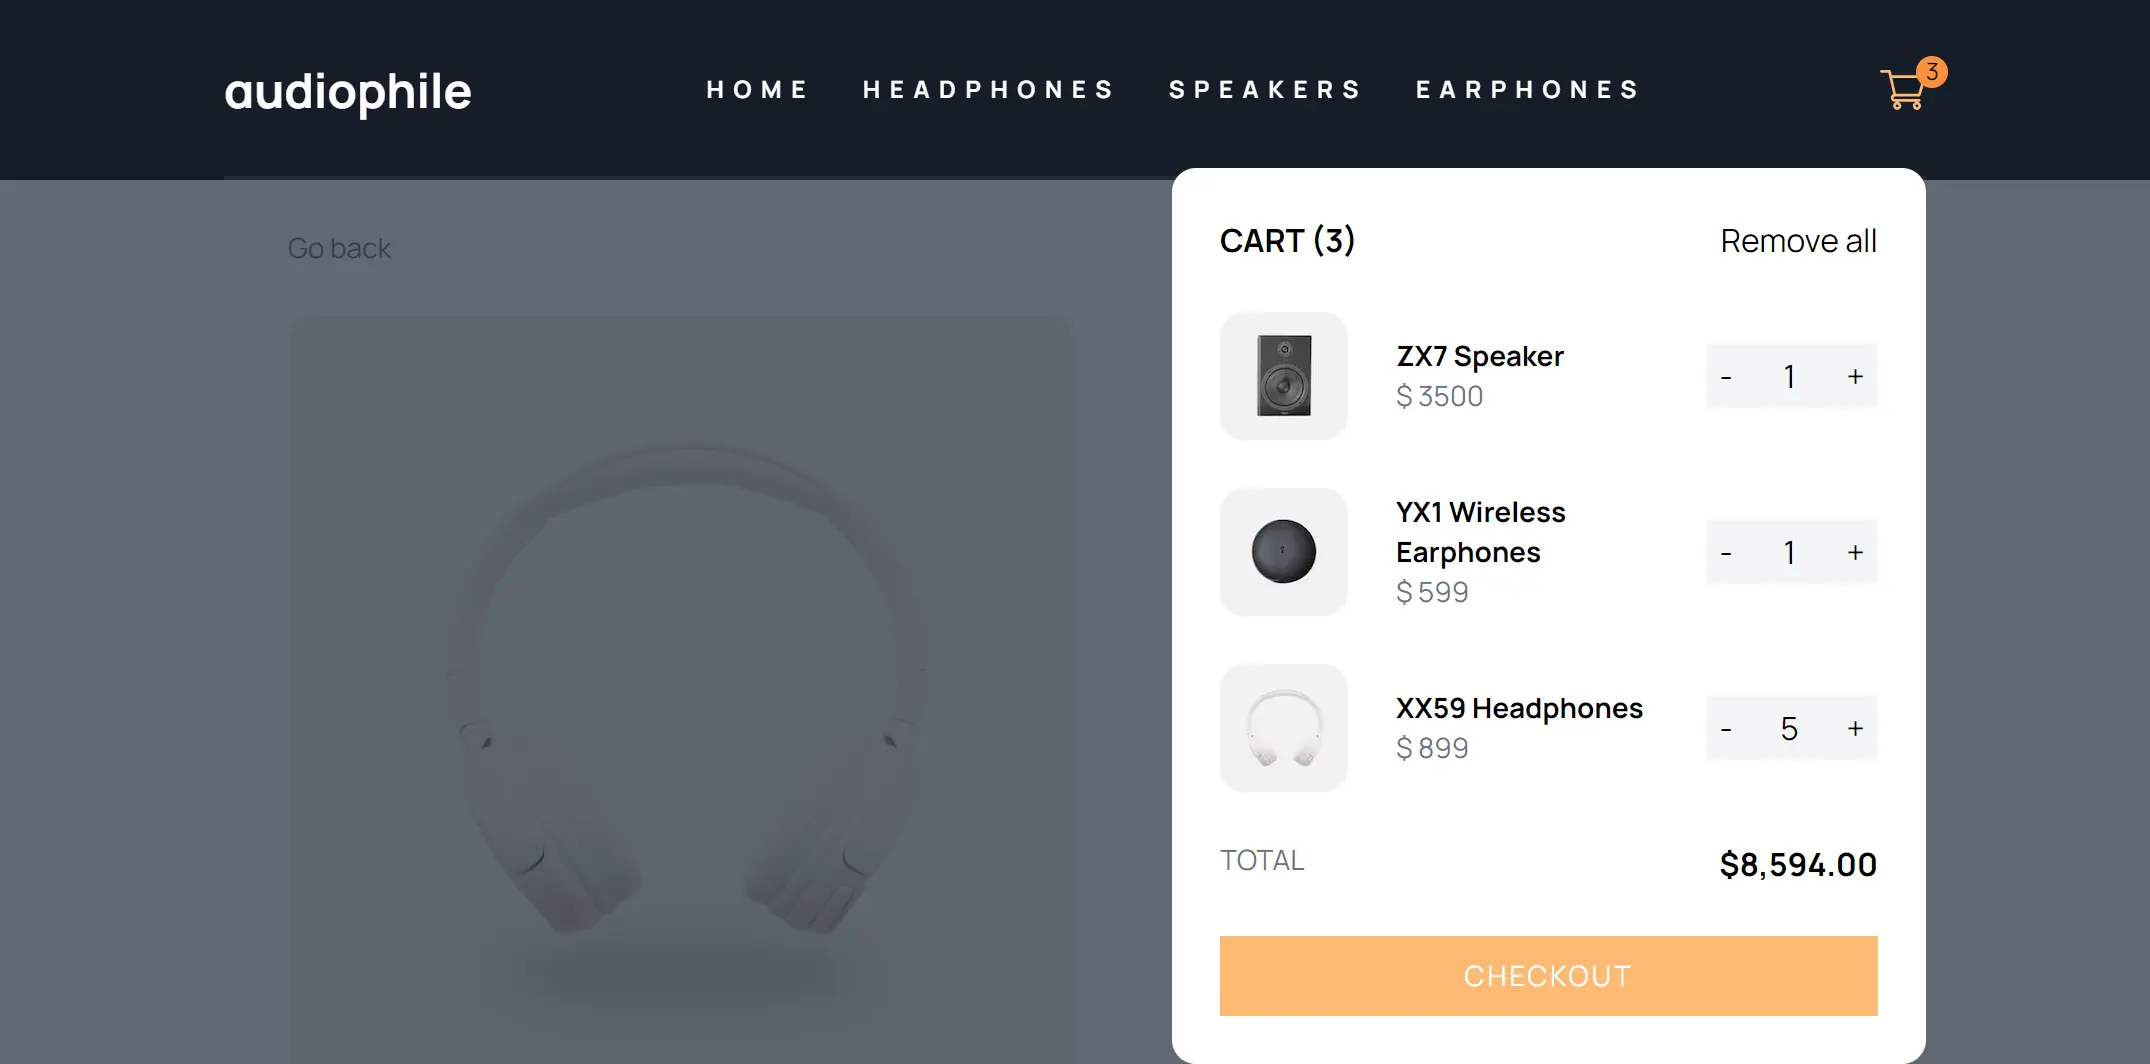 audiophile
HOME HEADPHONES SPEAKERS EARPHONES
3
Go back
CART (3)
Remove all
ZX7 Speaker
$ 3500
- 1 +
YX1 Wireless
Earphones
$ 599
- 1 +
XX59 Headphones
$ 899
- 5 +
TOTAL
$8,594.00
CHECKOUT